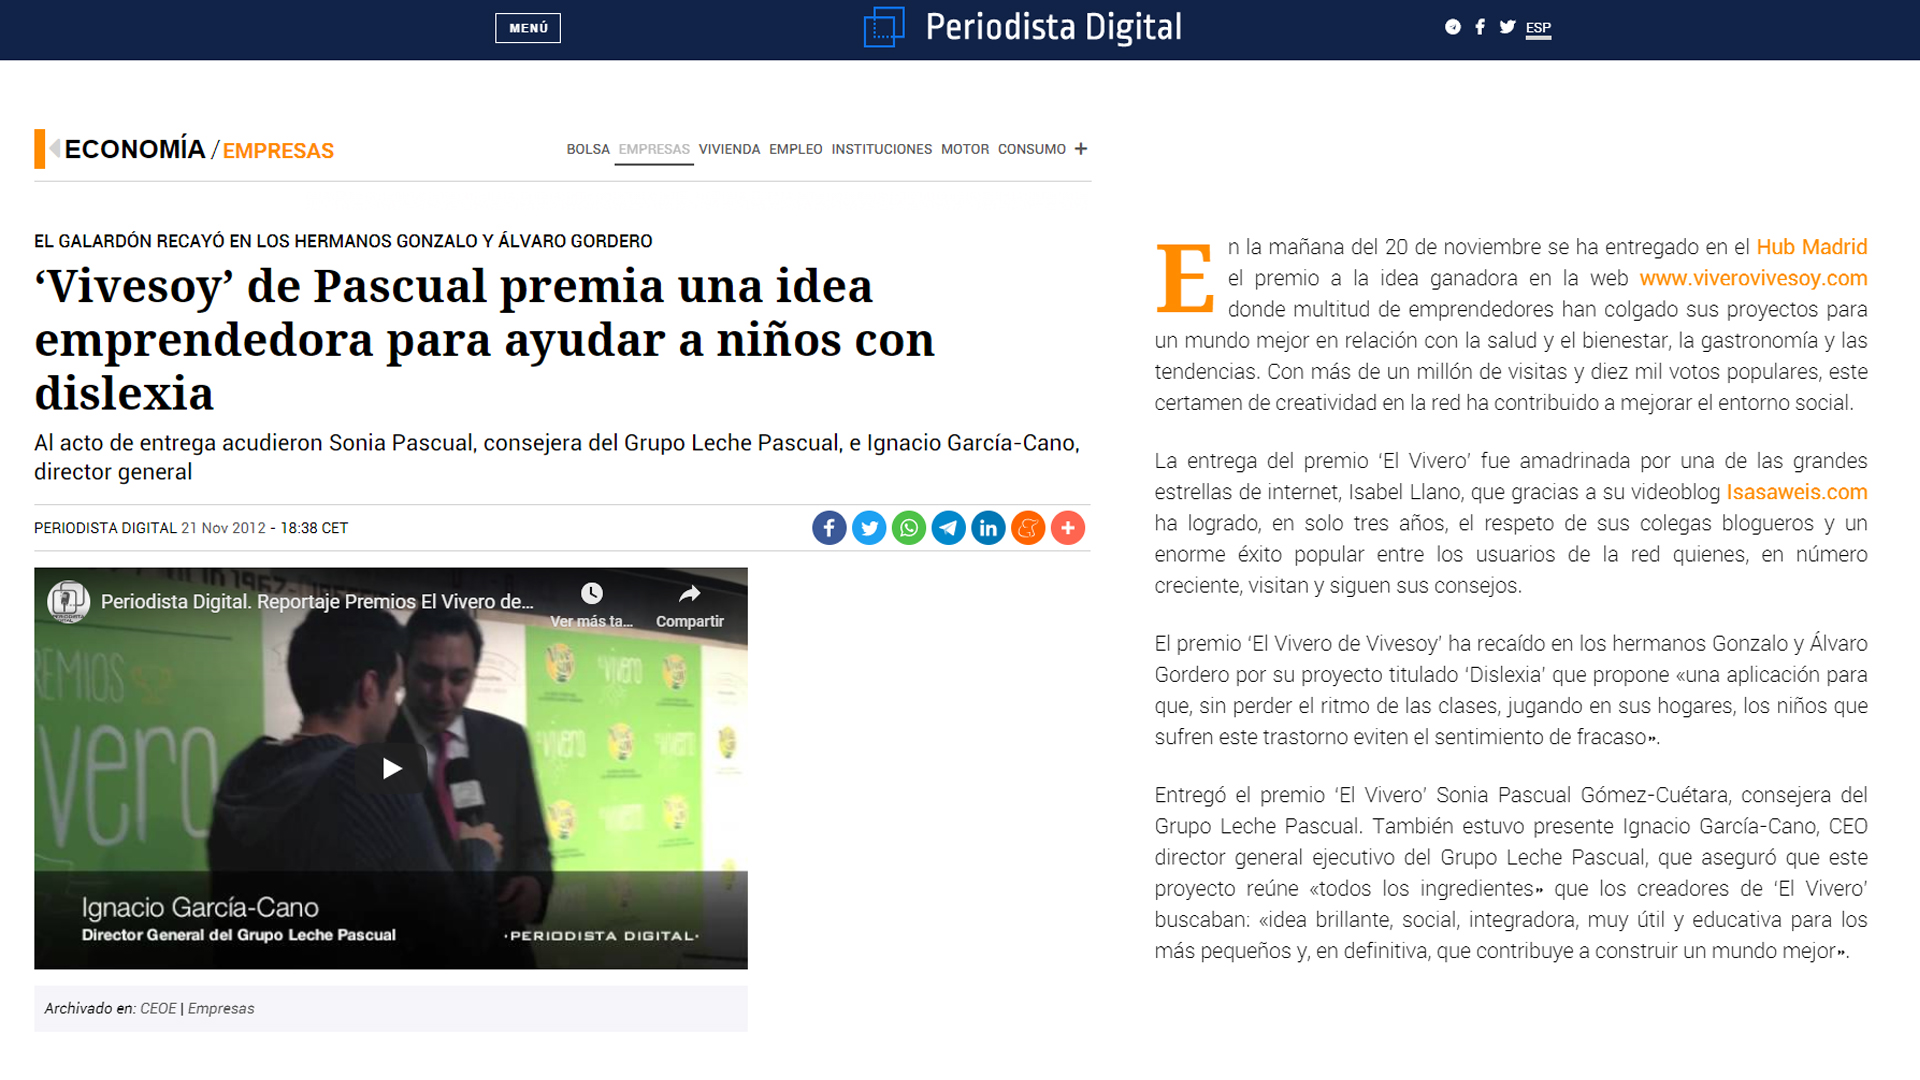 MENÚ
Periodista Digital
ESP
ECONOMÍA / EMPRESAS
BOLSA EMPRESAS VIVIENDA EMPLEO INSTITUCIONES MOTOR CONSUMO +
EL GALARDÓN RECAYÓ EN LOS HERMANOS GONZALO Y ÁLVARO GORDERO
‘Vivesoy’ de Pascual premia una idea
emprendedora para ayudar a niños con
dislexia
Al acto de entrega acudieron Sonia Pascual, consejera del Grupo Leche Pascual, e Ignacio García-Cano,
director general
PERIODISTA DIGITAL 21 Nov 2012 - 18:38 CET
Periodista Digital. Reportaje Premios El Vivero de...
Ver más ta...
Compartir
REMIOS
vivero
Ignacio García-Cano
Director General del Grupo Leche Pascual
·PERIODISTA DIGITAL·
Archivado en: CEOE | Empresas
En la mañana del 20 de noviembre se ha entregado en el Hub Madrid
el premio a la idea ganadora en la web www.viverovivesoy.com
donde multitud de emprendedores han colgado sus proyectos para
un mundo mejor en relación con la salud y el bienestar, la gastronomía y las
tendencias. Con más de un millón de visitas y diez mil votos populares, este
certamen de creatividad en la red ha contribuido a mejorar el entorno social.
La entrega del premio ‘El Vivero’ fue amadrinada por una de las grandes
estrellas de internet, Isabel Llano, que gracias a su videoblog Isasaweis.com
ha logrado, en solo tres años, el respeto de sus colegas blogueros y un
enorme éxito popular entre los usuarios de la red quienes, en número
creciente, visitan y siguen sus consejos.
El premio ‘El Vivero de Vivesoy’ ha recaído en los hermanos Gonzalo y Álvaro
Gordero por su proyecto titulado ‘Dislexia’ que propone «una aplicación para
que, sin perder el ritmo de las clases, jugando en sus hogares, los niños que
sufren este trastorno eviten el sentimiento de fracaso».
Entregó el premio ‘El Vivero’ Sonia Pascual Gómez-Cuétara, consejera del
Grupo Leche Pascual. También estuvo presente Ignacio García-Cano, CEO
director general ejecutivo del Grupo Leche Pascual, que aseguró que este
proyecto reúne «todos los ingredientes» que los creadores de ‘El Vivero’
buscaban: «idea brillante, social, integradora, muy útil y educativa para los
más pequeños y, en definitiva, que contribuye a construir un mundo mejor».